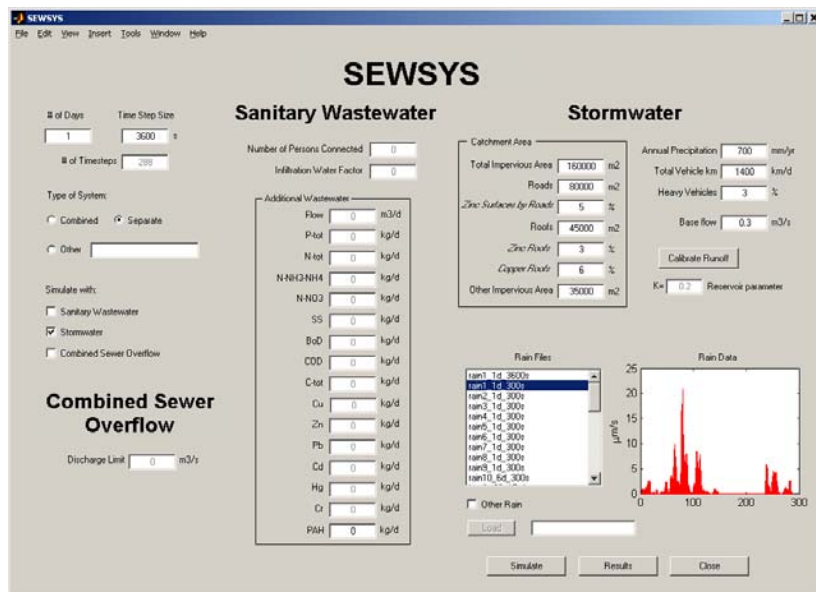 SEWSYS
File Edit View Insert Tools Window Help
SEWSYS
# of Days Time Step Size
1 3600 s
# of Timesteps 288
Type of System:
Combined Separate
Other
Simulate with:
Sanitary Wastewater
Stormwater
Combined Sewer Overflow
Combined Sewer
Overflow
Discharge Limit 0 m3/s
Sanitary Wastewater
Number of Persons Connected 0
Infiltration Water Factor 0
Additional Wastewater
Flow 0 m3/d
P-tot 0 kg/d
N-tot 0 kg/d
N-NH3-NH4 0 kg/d
N-NO3 0 kg/d
SS 0 kg/d
BoD 0 kg/d
COD 0 kg/d
C-tot 0 kg/d
Cu 0 kg/d
Zn 0 kg/d
Pb 0 kg/d
Cd 0 kg/d
Hg 0 kg/d
Cr 0 kg/d
PAH 0 kg/d
Stormwater
Catchment Area
Total Impervious Area 160000 m2
Roads 80000 m2
Zinc Surfaces by Roads 5 %
Roofs 45000 m2
Zinc Roofs 3 %
Copper Roofs 6 %
Other Impervious Area 35000 m2
Annual Precipitation 700 mm/yr
Total Vehicle km 1400 km/d
Heavy Vehicles 3 %
Base flow 0.3 m3/s
Calibrate Runoff
K= 0.2 Reservoir parameter
Rain Files
rain1_1d_3600s
rain1_1d_300s
rain2_1d_300s
rain3_1d_300s
rain4_1d_300s
rain5_1d_300s
rain6_1d_300s
rain7_1d_300s
rain8_1d_300s
rain9_1d_300s
rain10_6d_300s
Other Rain
Load
Rain Data
25
20
15
10
5
0
µm/s
0 100 200 300
Simulate Results Close